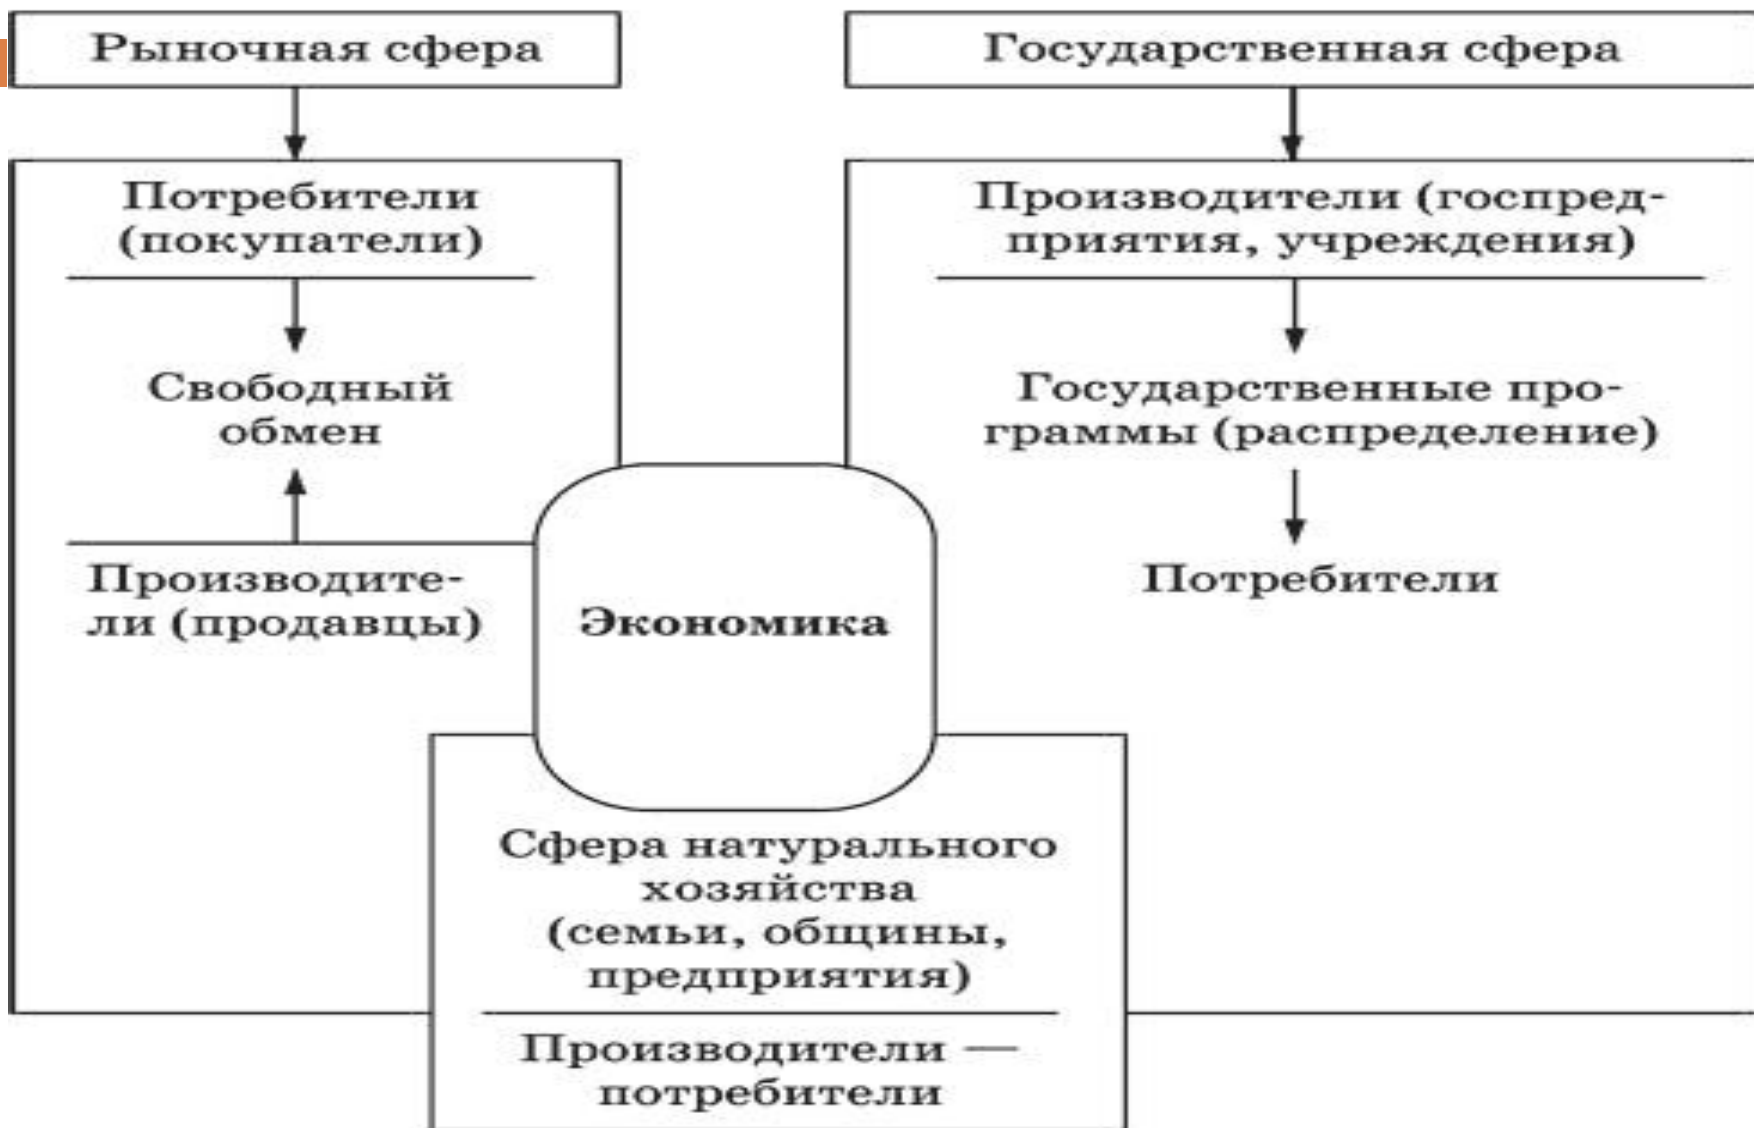 Рыночная сфера
Государственная сфера
Потребители
(покупатели)
Свободный
обмен
Производите-
ли (продавцы)
Производители (госпред-
приятия, учреждения)
Государственные про-
граммы (распределение)
Потребители
Экономика
Сфера натурального
хозяйства
(семьи, общины,
предприятия)
Производители —
потребители